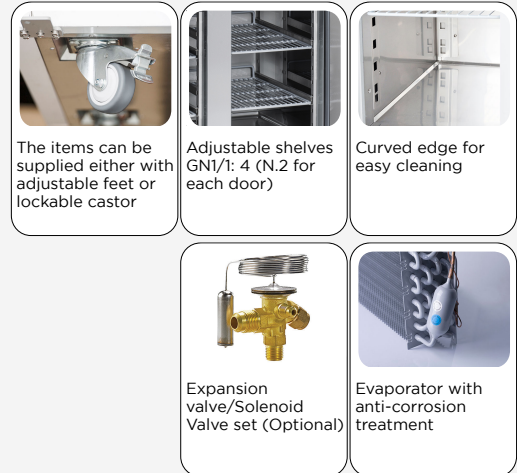 The items can be
supplied either with
adjustable feet or
lockable castor
Adjustable shelves
GN1/1: 4 (N.2 for
each door)
Curved edge for
easy cleaning
Expansion
valve/Solenoid
Valve set (Optional)
Evaporator with
anti-corrosion
treatment